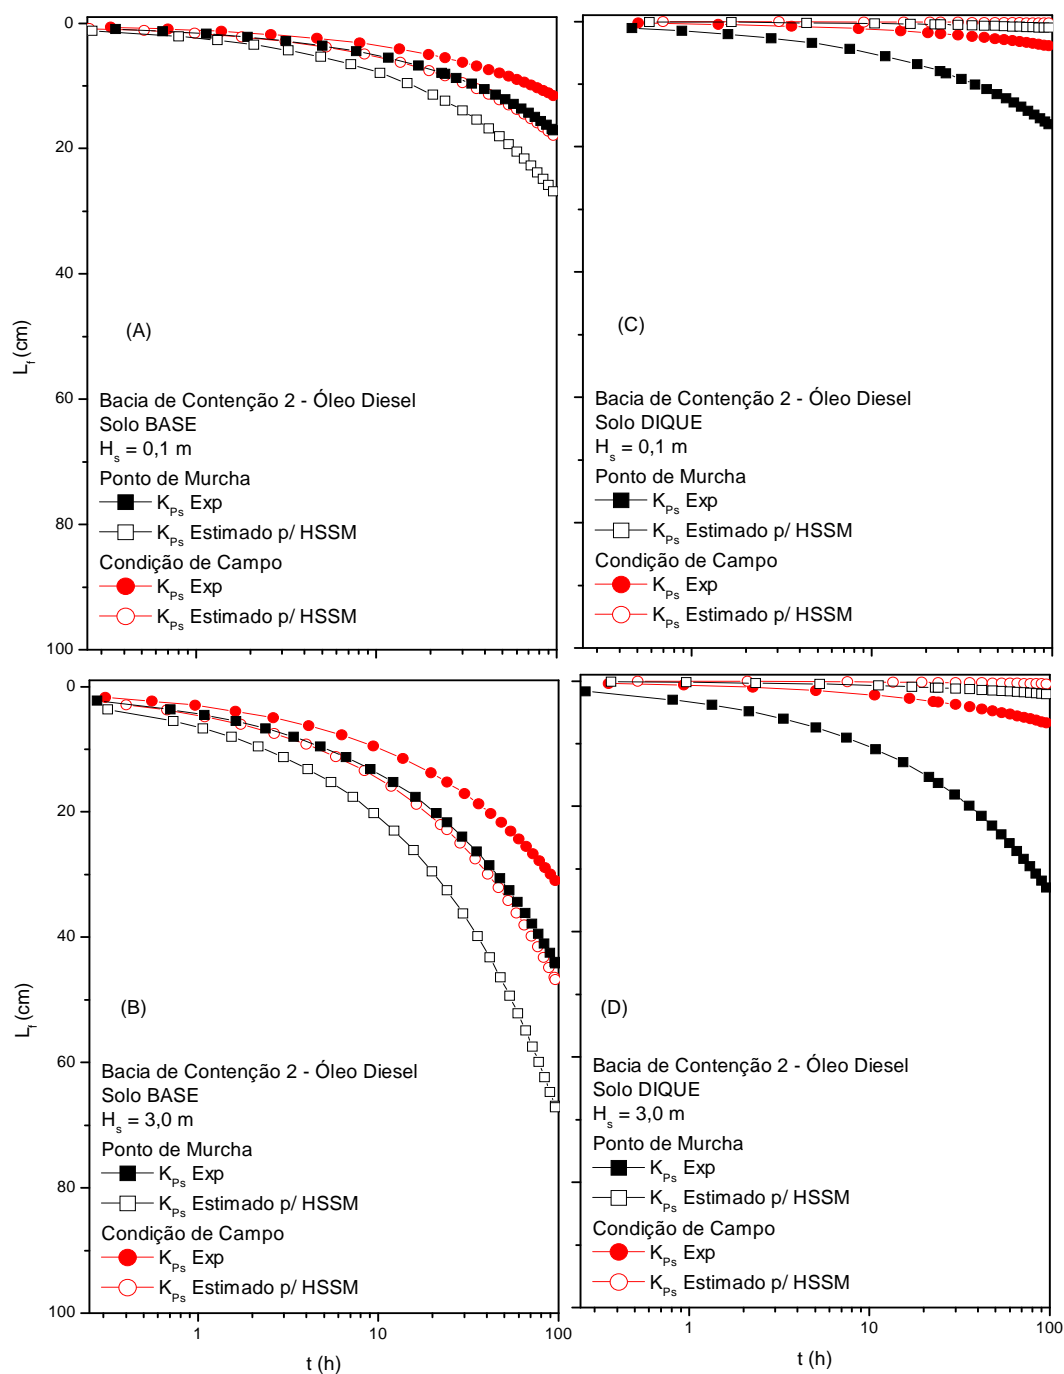 0
20
40
60
80
100
L_f (cm)
(A)
Bacia de Contenção 2 - Óleo Diesel
Solo BASE
H_s = 0,1 m
Ponto de Murcha
K_Ps Exp
K_Ps Estimado p/ HSSM
Condição de Campo
K_Ps Exp
K_Ps Estimado p/ HSSM
1
10
100
(C)
Bacia de Contenção 2 - Óleo Diesel
Solo DIQUE
H_s = 0,1 m
Ponto de Murcha
K_Ps Exp
K_Ps Estimado p/ HSSM
Condição de Campo
K_Ps Exp
K_Ps Estimado p/ HSSM
1
10
100
0
20
40
60
80
100
L_f (cm)
(B)
Bacia de Contenção 2 - Óleo Diesel
Solo BASE
H_s = 3,0 m
Ponto de Murcha
K_Ps Exp
K_Ps Estimado p/ HSSM
Condição de Campo
K_Ps Exp
K_Ps Estimado p/ HSSM
1
10
100
t (h)
(D)
Bacia de Contenção 2 - Óleo Diesel
Solo DIQUE
H_s = 3,0 m
Ponto de Murcha
K_Ps Exp
K_Ps Estimado p/ HSSM
Condição de Campo
K_Ps Exp
K_Ps Estimado p/ HSSM
1
10
100
t (h)